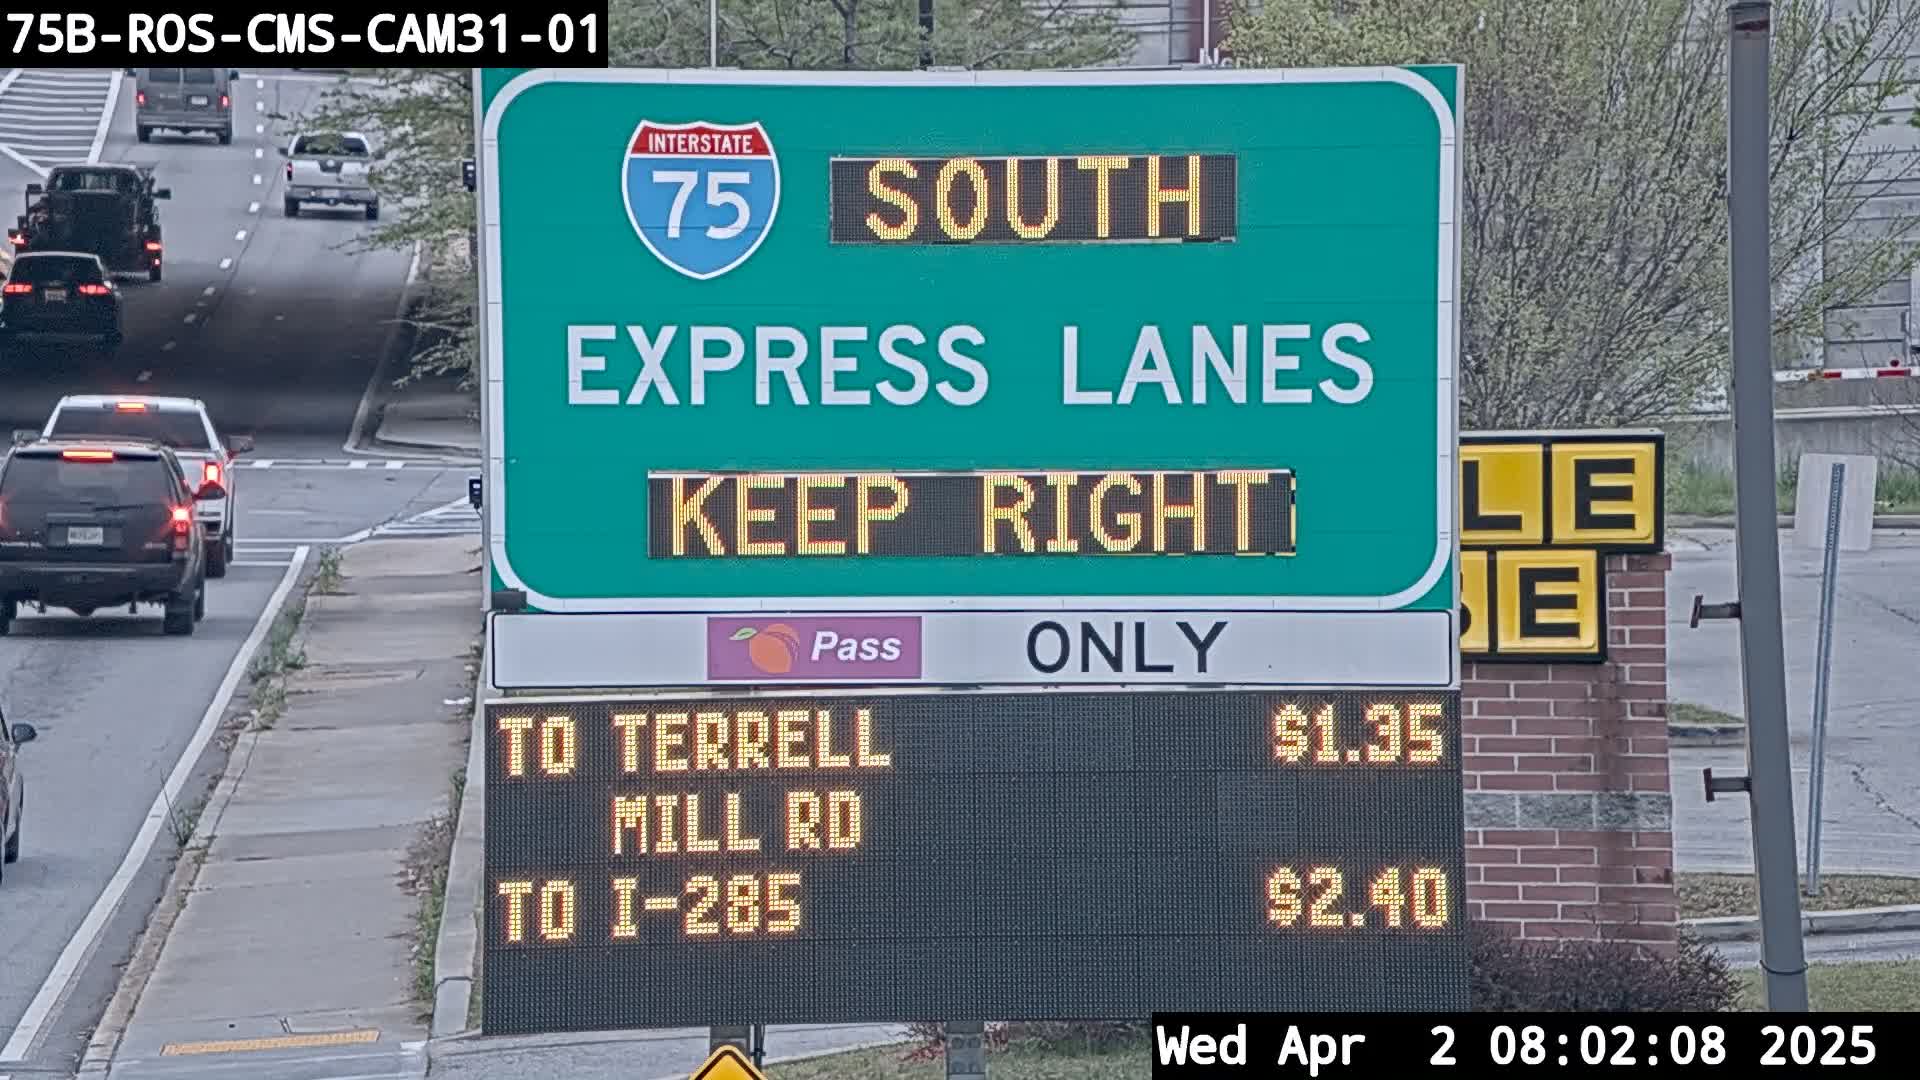 75B-ROS-CMS-CAM31-01
INTERSTATE
75
SOUTH
EXPRESS LANES
KEEP RIGHT
LE
E
Pass ONLY
TO TERRELL $1.35
MILL RD
TO I-285 $2.40
Wed Apr 2 08:02:08 2025